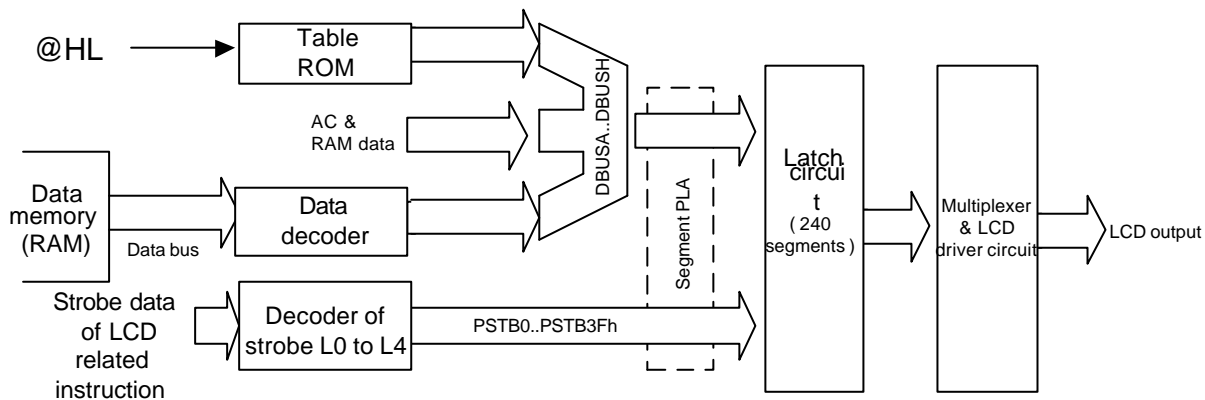 @HL
Table
ROM
AC &
RAM data
DBUSA..DBUSH
Data
memory
(RAM)
Data bus
Data
decoder
Segment PLA
Latch
circui
t
(240
segments)
Multiplexer
& LCD
driver circuit
LCD output
Strobe data
of LCD
related
instruction
Decoder of
strobe L0 to L4
PSTB0..PSTB3Fh